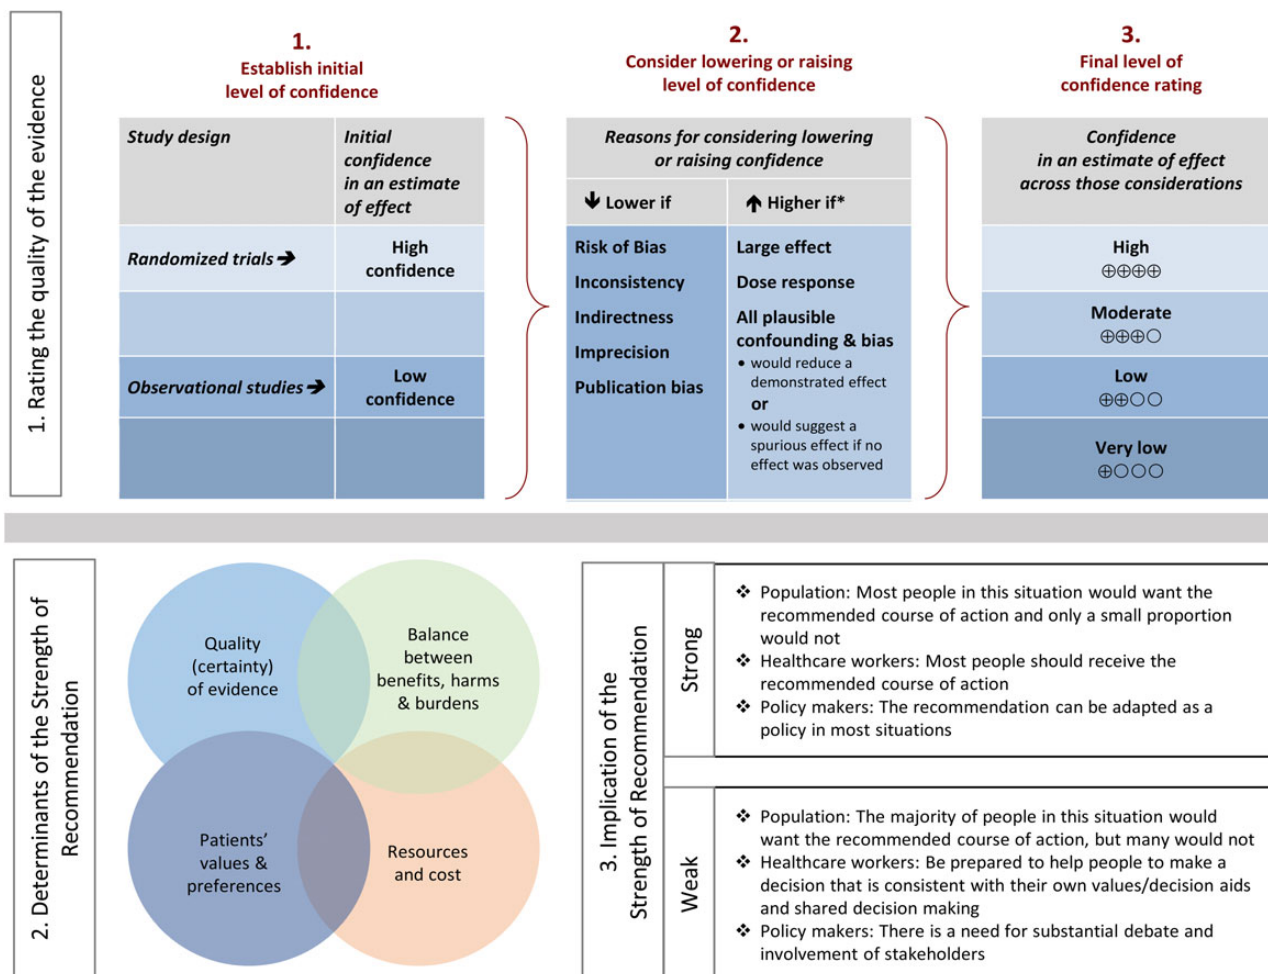 1. Rating the quality of the evidence
1.
Establish initial
level of confidence
Study design
Initial
confidence
in an estimate
of effect
Randomized trials ➔
High
confidence
Observational studies ➔
Low
confidence
2.
Consider lowering or raising
level of confidence
Reasons for considering lowering
or raising confidence
🡇 Lower if
🡅 Higher if*
Risk of Bias
Inconsistency
Indirectness
Imprecision
Publication bias
Large effect
Dose response
All plausible
confounding & bias
• would reduce a
demonstrated effect
or
• would suggest a
spurious effect if no
effect was observed
3.
Final level of
confidence rating
Confidence
in an estimate of effect
across those considerations
High
⊕⊕⊕⊕
Moderate
⊕⊕⊕○
Low
⊕⊕○○
Very low
⊕○○○
2. Determinants of the Strength of
Recommendation
Quality
(certainty)
of evidence
Balance
between
benefits, harms
& burdens
Patients'
values &
preferences
Resources
and cost
3. Implication of the
Strength of Recommendation
Strong
❖ Population: Most people in this situation would want the
recommended course of action and only a small proportion
would not
❖ Healthcare workers: Most people should receive the
recommended course of action
❖ Policy makers: The recommendation can be adapted as a
policy in most situations
Weak
❖ Population: The majority of people in this situation would
want the recommended course of action, but many would not
❖ Healthcare workers: Be prepared to help people to make a
decision that is consistent with their own values/decision aids
and shared decision making
❖ Policy makers: There is a need for substantial debate and
involvement of stakeholders